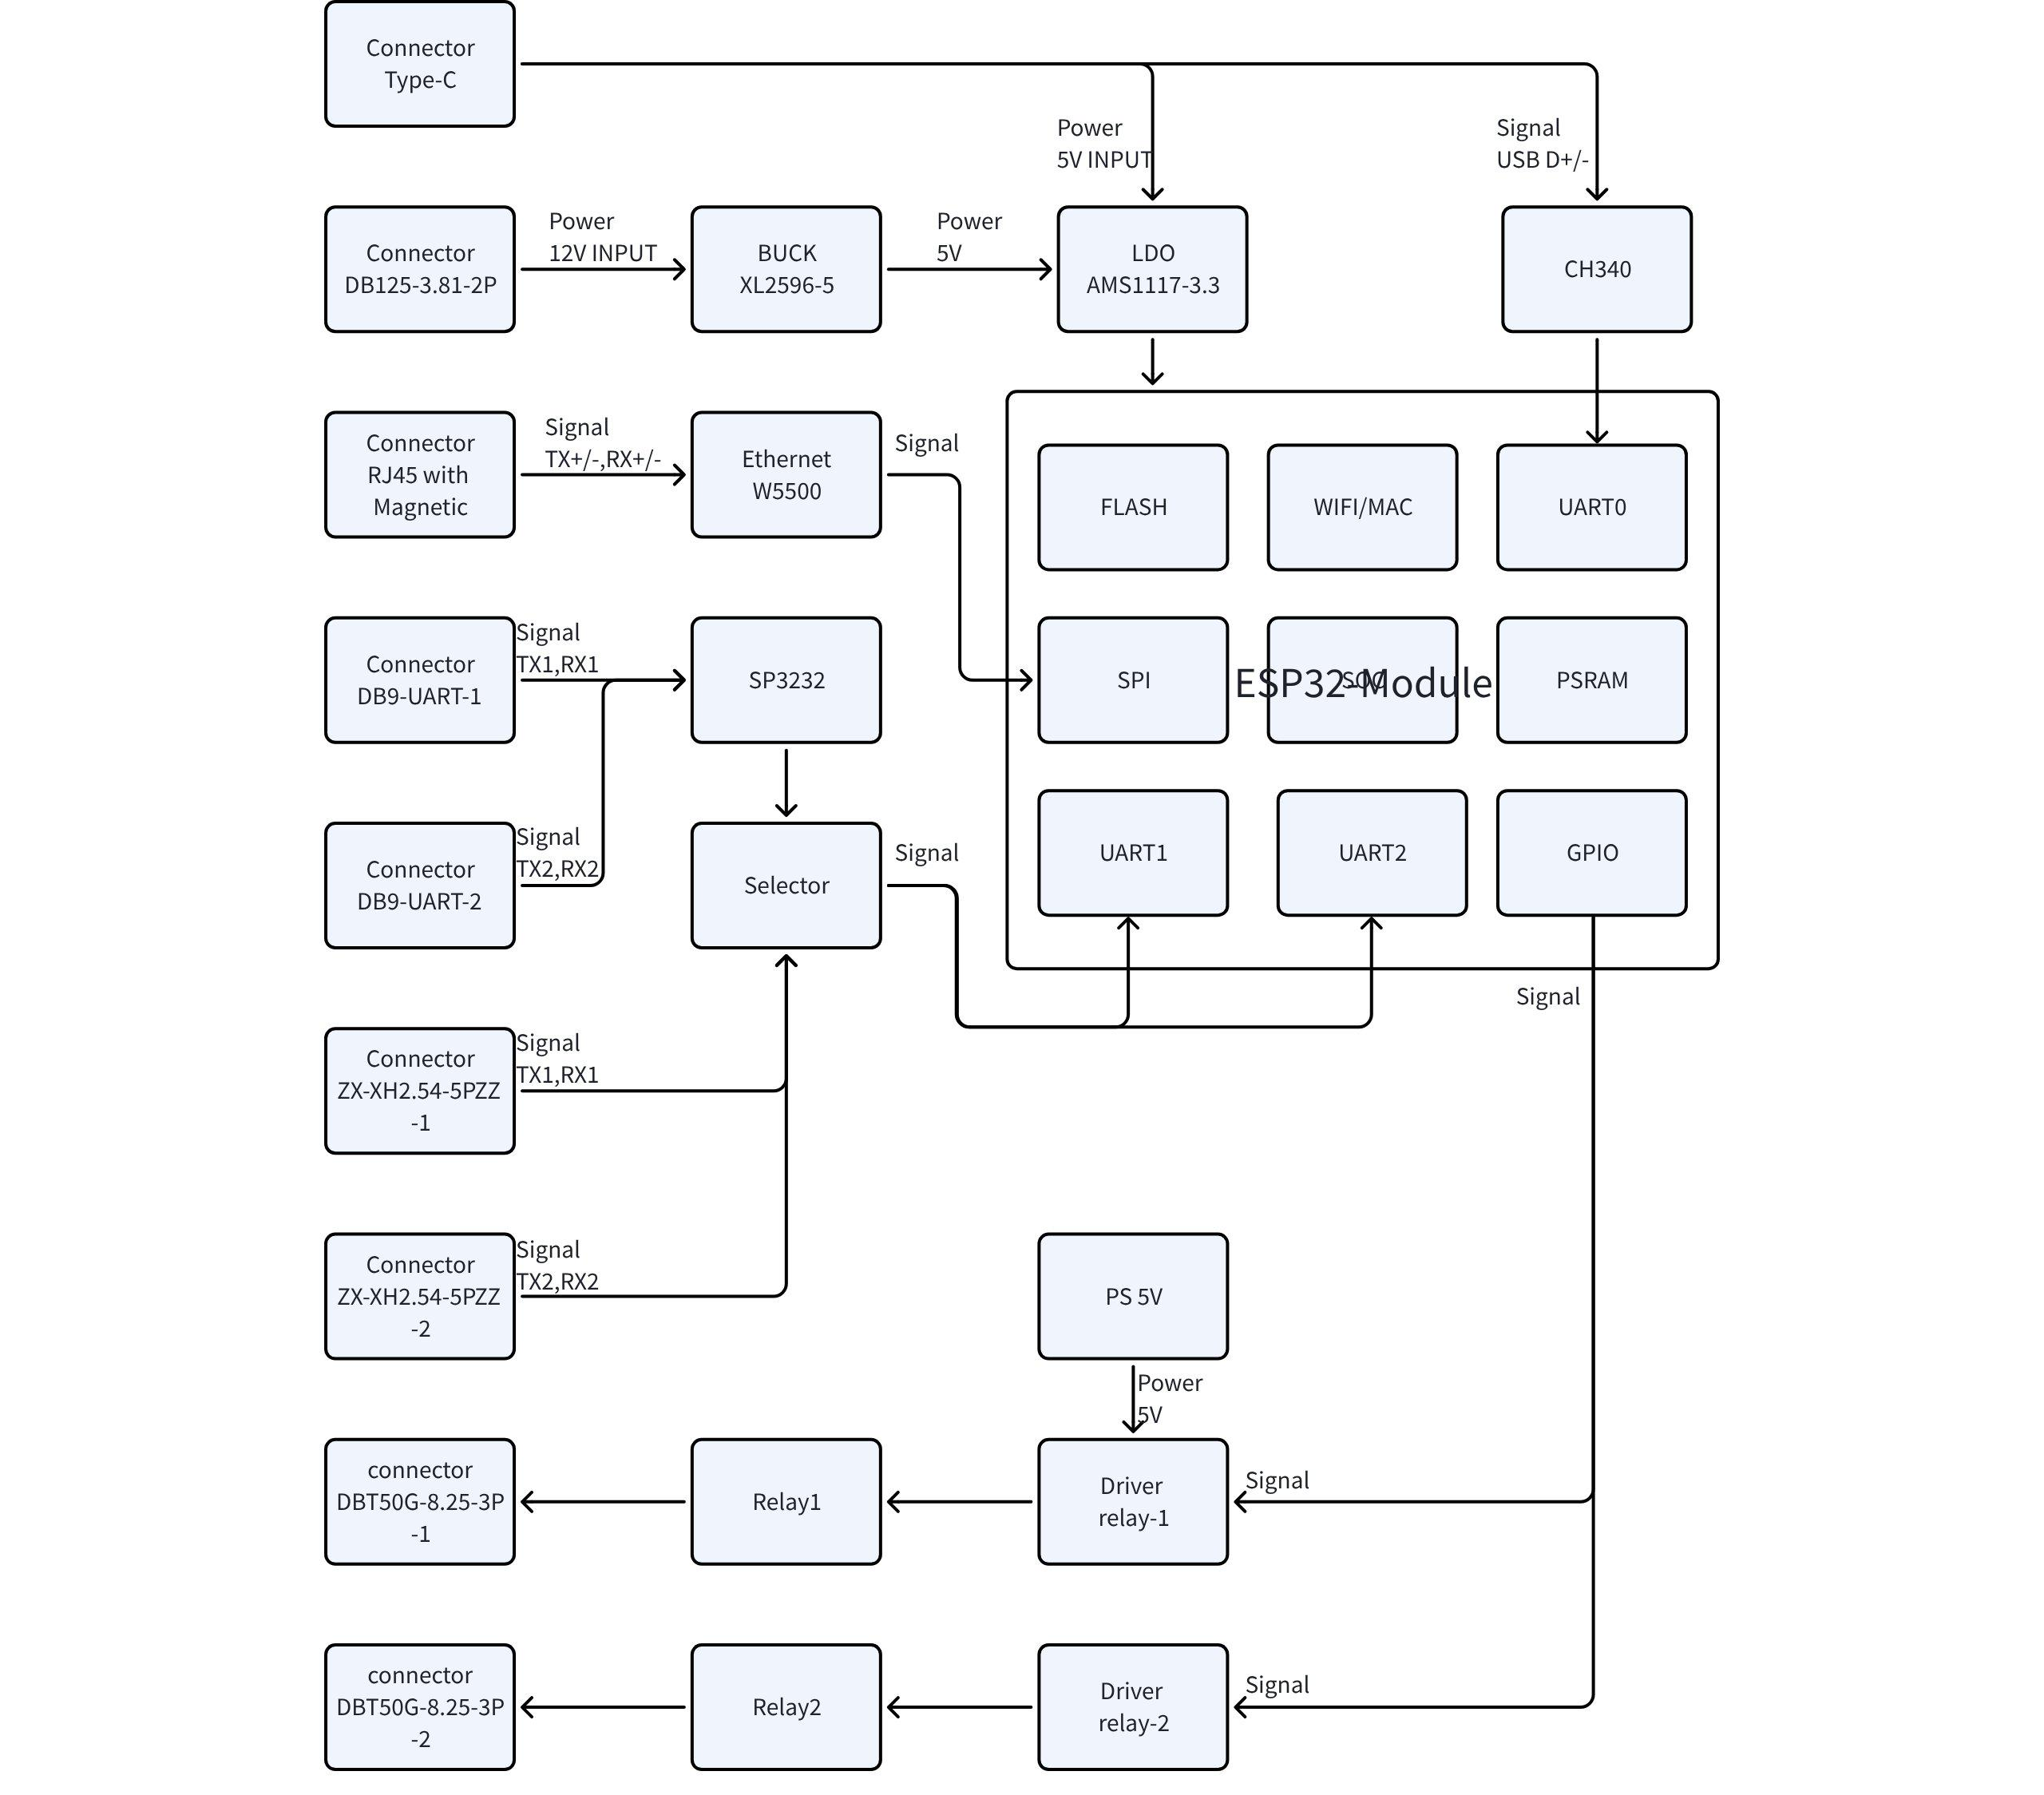 Connector
Type-C
Power
5V INPUT
Signal
USB D+/-
Connector
DB125-3.81-2P
Power
12V INPUT
BUCK
XL2596-5
Power
5V
LDO
AMS1117-3.3
CH340
Connector
RJ45 with
Magnetic
Signal
TX+/-,RX+/-
Ethernet
W5500
Signal
FLASH
WIFI/MAC
UART0
Connector
DB9-UART-1
Signal
TX1,RX1
SP3232
SPI
SOC
ESP32-Module
PSRAM
Connector
DB9-UART-2
Signal
TX2,RX2
Selector
Signal
UART1
UART2
GPIO
Signal
Connector
ZX-XH2.54-5PZZ
-1
Signal
TX1,RX1
Connector
ZX-XH2.54-5PZZ
-2
Signal
TX2,RX2
PS 5V
Power
5V
connector
DBT50G-8.25-3P
-1
Relay1
Driver
relay-1
Signal
connector
DBT50G-8.25-3P
-2
Relay2
Driver
relay-2
Signal